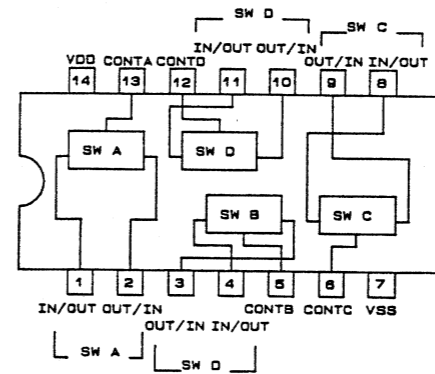 SW D SW C
IN/OUT OUT/IN
VDD CONTA CONTD OUT/IN IN/OUT
14 13 12 11 10 9 8
SW A SW D
SW B SW C
1 2 3 4 5 6 7
IN/OUT OUT/IN CONTB CONTC VSS
OUT/IN IN/OUT
SW A SW D